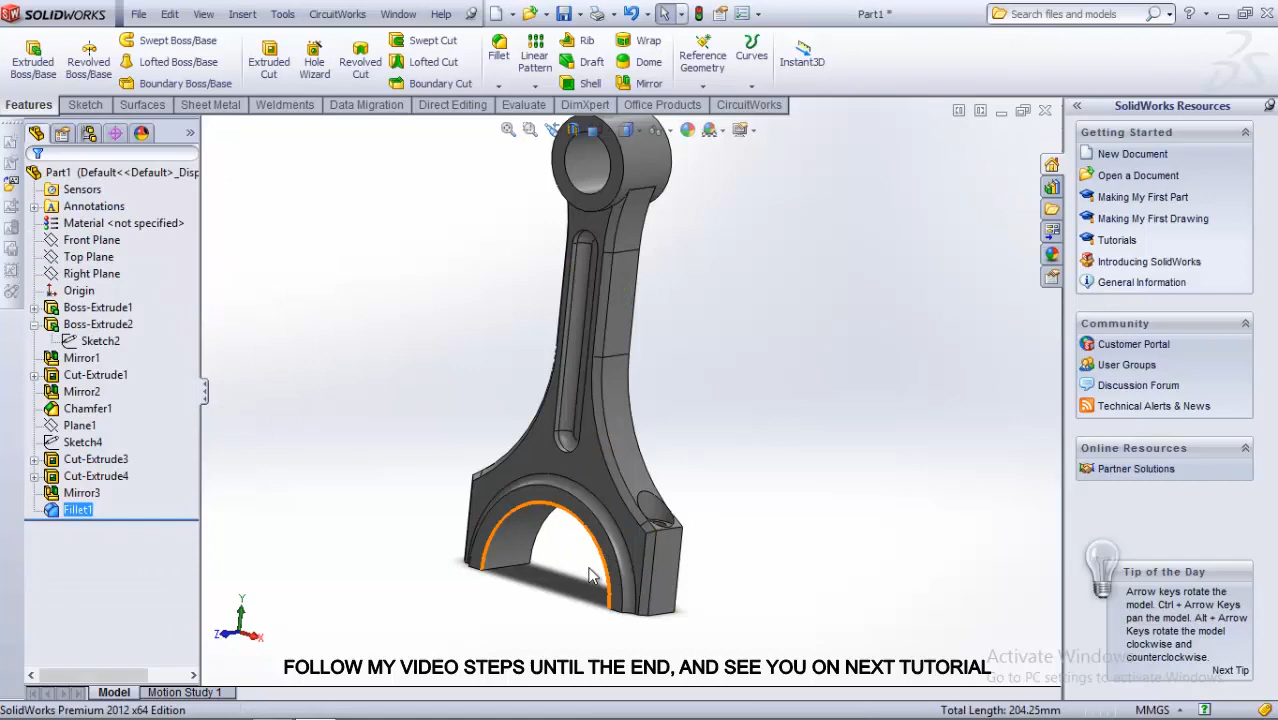 SOLIDWORKS File Edit View Insert Tools CircuitWorks Window Help Part1 * Search files and models
Extruded Boss/Base Revolved Boss/Base Swept Boss/Base Lofted Boss/Base Boundary Boss/Base Extruded Cut Hole Wizard Revolved Cut Swept Cut Lofted Cut Boundary Cut Fillet Linear Pattern Rib Draft Shell Wrap Dome Mirror Reference Geometry Curves Instant3D
Features Sketch Surfaces Sheet Metal Weldments Data Migration Direct Editing Evaluate DimXpert Office Products CircuitWorks
Part1 (Default<<Default>_Disp
Sensors
Annotations
Material <not specified>
Front Plane
Top Plane
Right Plane
Origin
Boss-Extrude1
Boss-Extrude2
Sketch2
Mirror1
Cut-Extrude1
Mirror2
Chamfer1
Plane1
Sketch4
Cut-Extrude3
Cut-Extrude4
Mirror3
Fillet1
Y
Z X
SolidWorks Resources
Getting Started
New Document
Open a Document
Making My First Part
Making My First Drawing
Tutorials
Introducing SolidWorks
General Information
Community
Customer Portal
User Groups
Discussion Forum
Technical Alerts & News
Online Resources
Partner Solutions
Tip of the Day
Arrow keys rotate the
model. Ctrl + Arrow Keys
pan the model. Alt + Arrow
Keys rotate the model
clockwise and
counterclockwise.
Next Tip
Activate Windows
Go to PC settings to activate Windows.
FOLLOW MY VIDEO STEPS UNTIL THE END, AND SEE YOU ON NEXT TUTORIAL
Model Motion Study 1
SolidWorks Premium 2012 x64 Edition Total Length: 204.25mm MMGS